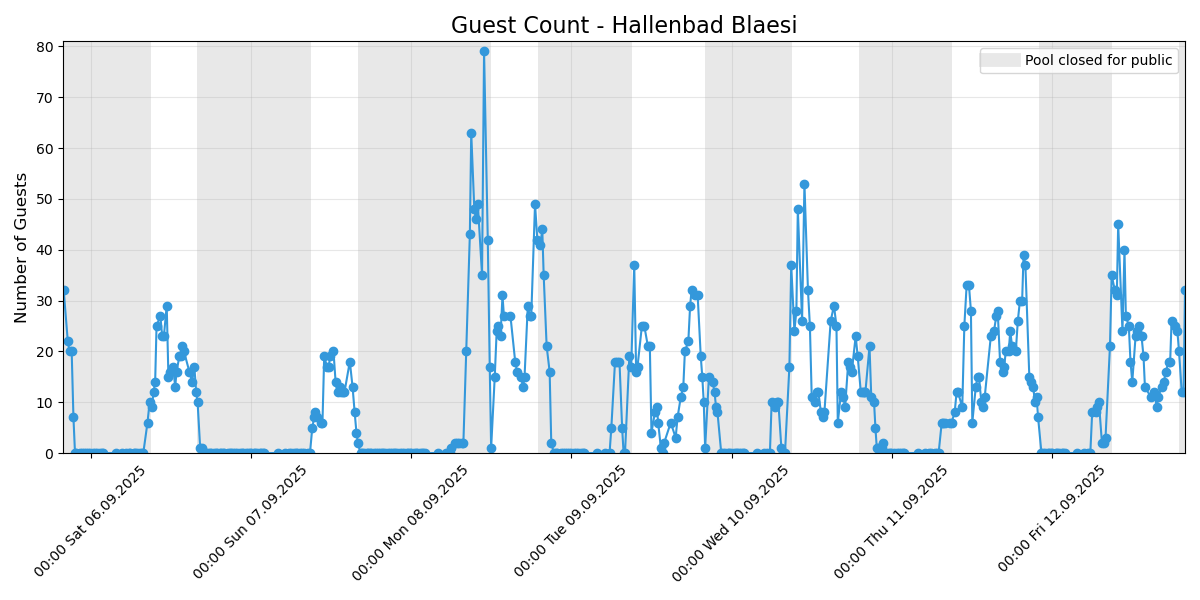 Guest Count - Hallenbad Blaesi
Pool closed for public
Number of Guests
80
70
60
50
40
30
20
10
0
00:00 Sat 06.09.2025
00:00 Sun 07.09.2025
00:00 Mon 08.09.2025
00:00 Tue 09.09.2025
00:00 Wed 10.09.2025
00:00 Thu 11.09.2025
00:00 Fri 12.09.2025